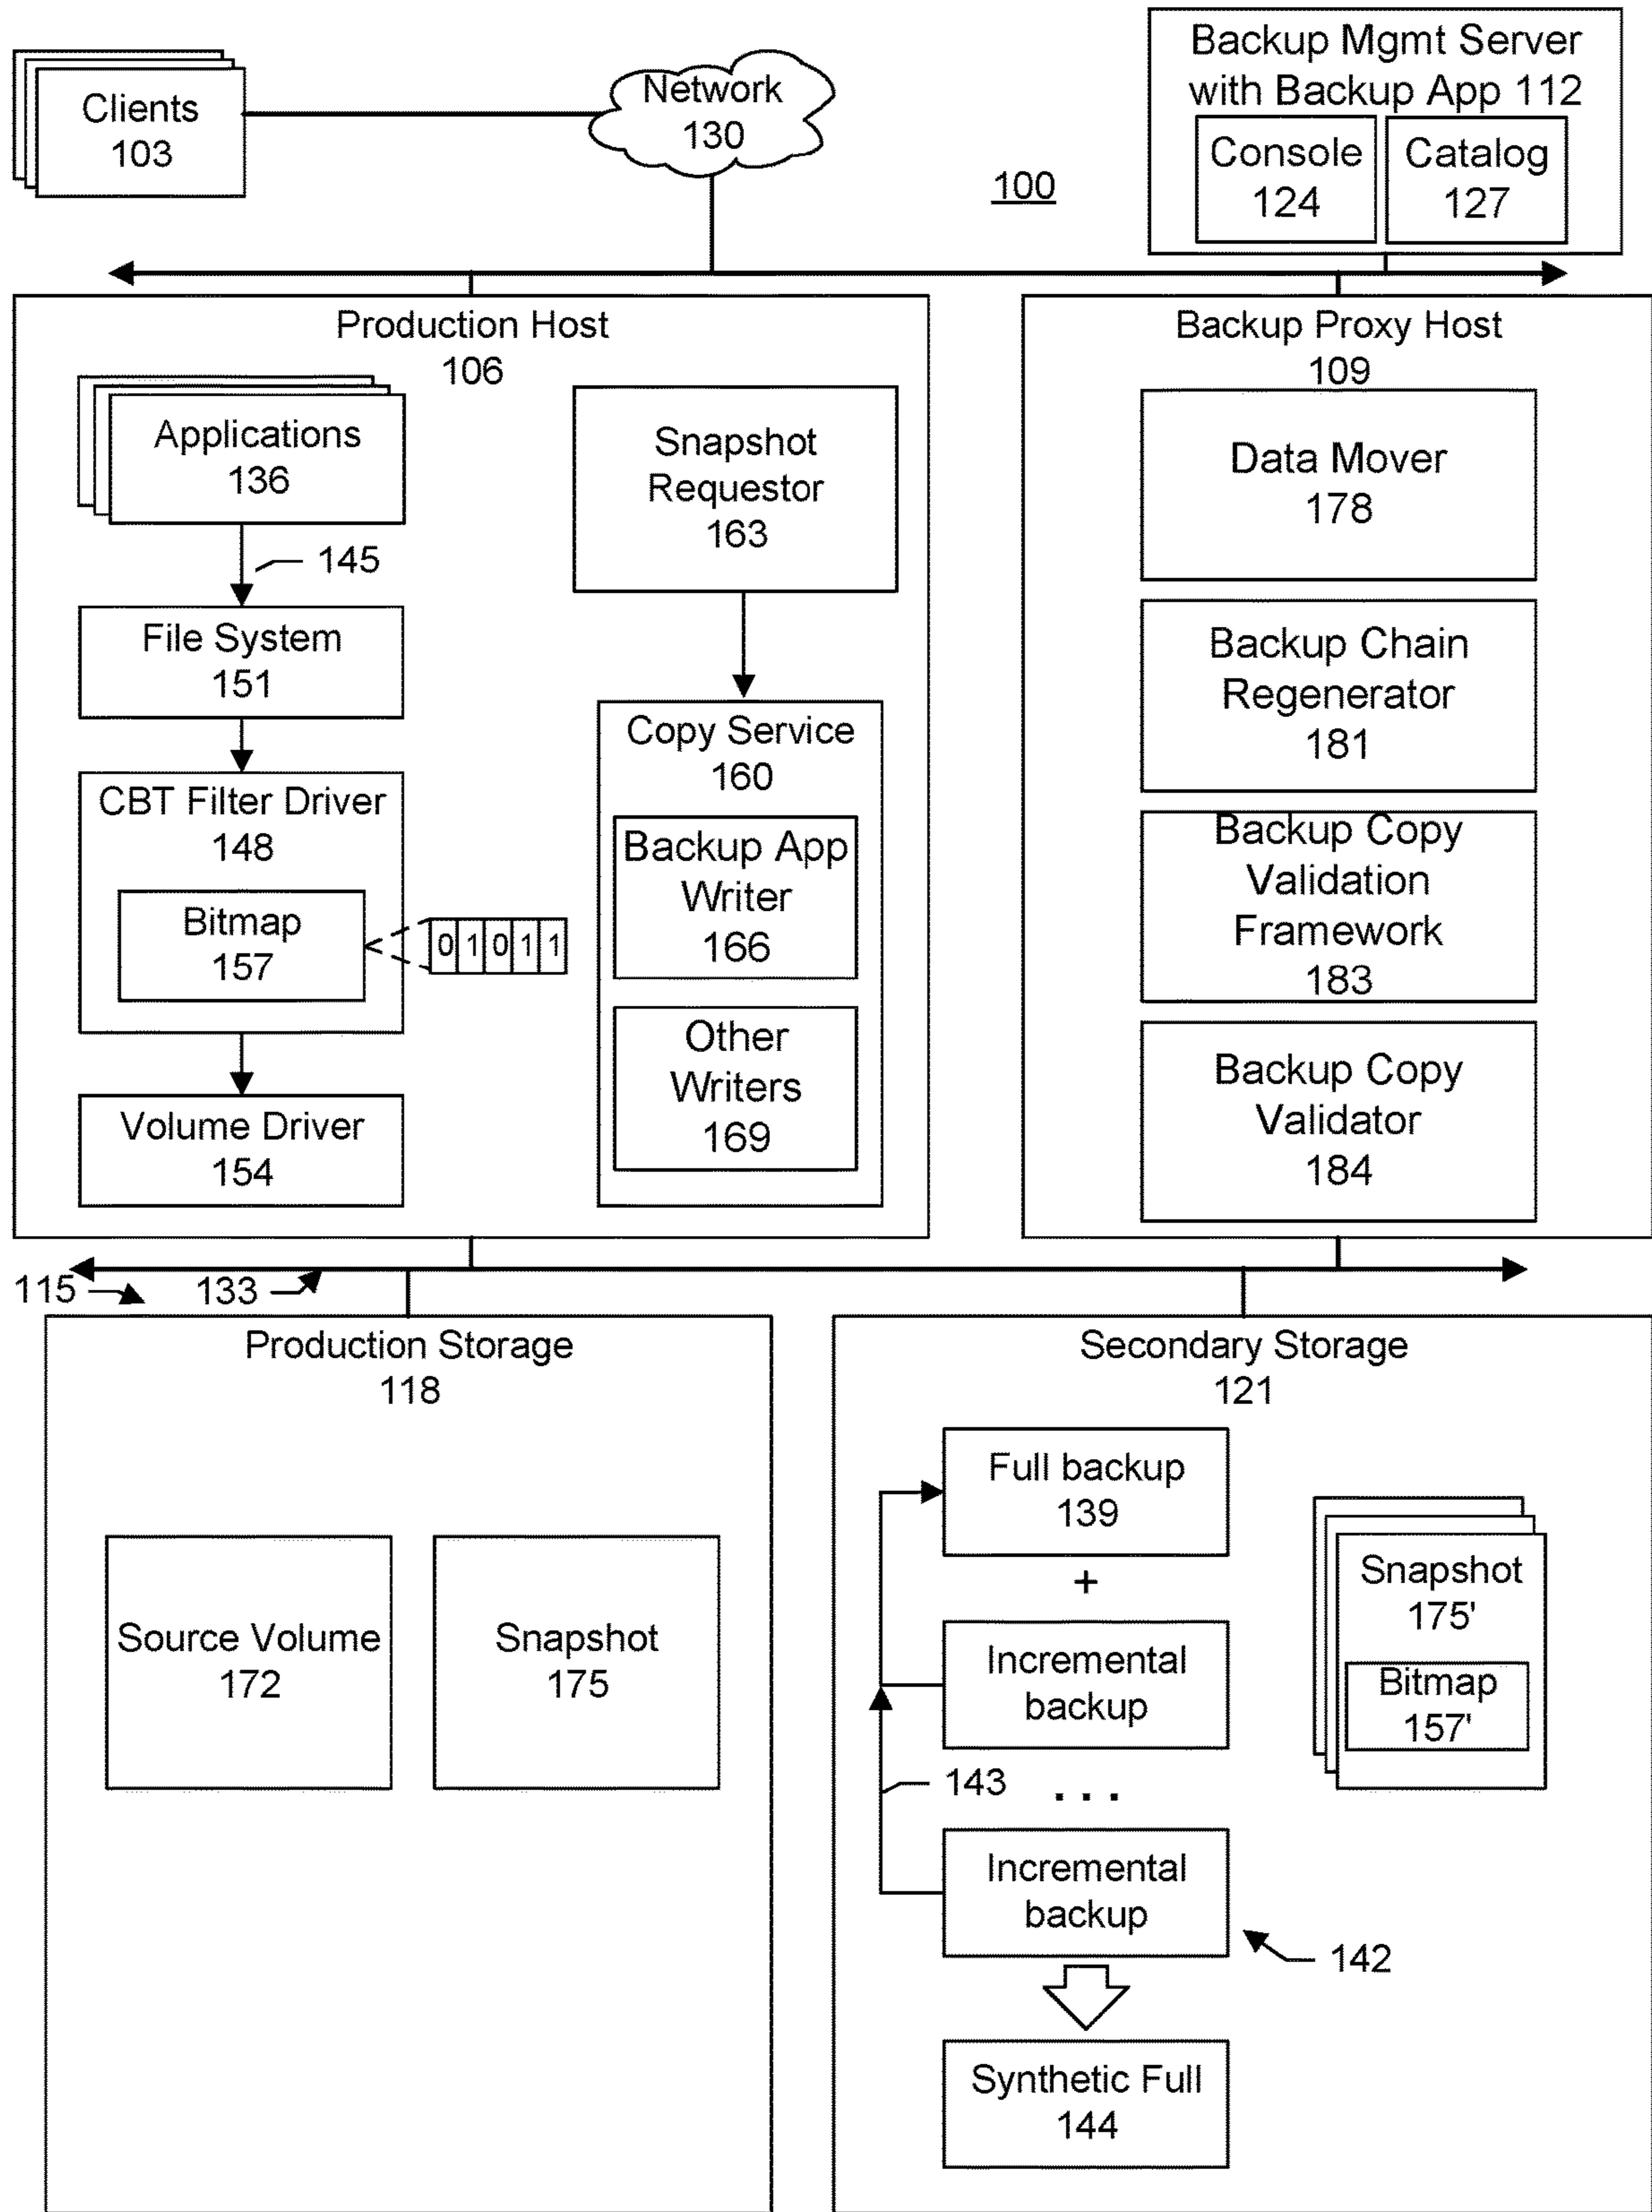 Clients
103
Network
130
100
Backup Mgmt Server
with Backup App 112
Console
124
Catalog
127
Production Host
106
Applications
136
145
File System
151
CBT Filter Driver
148
Bitmap
157
0 1 0 1 1
Volume Driver
154
Snapshot
Requestor
163
Copy Service
160
Backup App
Writer
166
Other
Writers
169
Backup Proxy Host
109
Data Mover
178
Backup Chain
Regenerator
181
Backup Copy
Validation
Framework
183
Backup Copy
Validator
184
115
133
Production Storage
118
Source Volume
172
Snapshot
175
Secondary Storage
121
Full backup
139
+
Incremental
backup
143
...
Incremental
backup
142
Synthetic Full
144
Snapshot
175'
Bitmap
157'